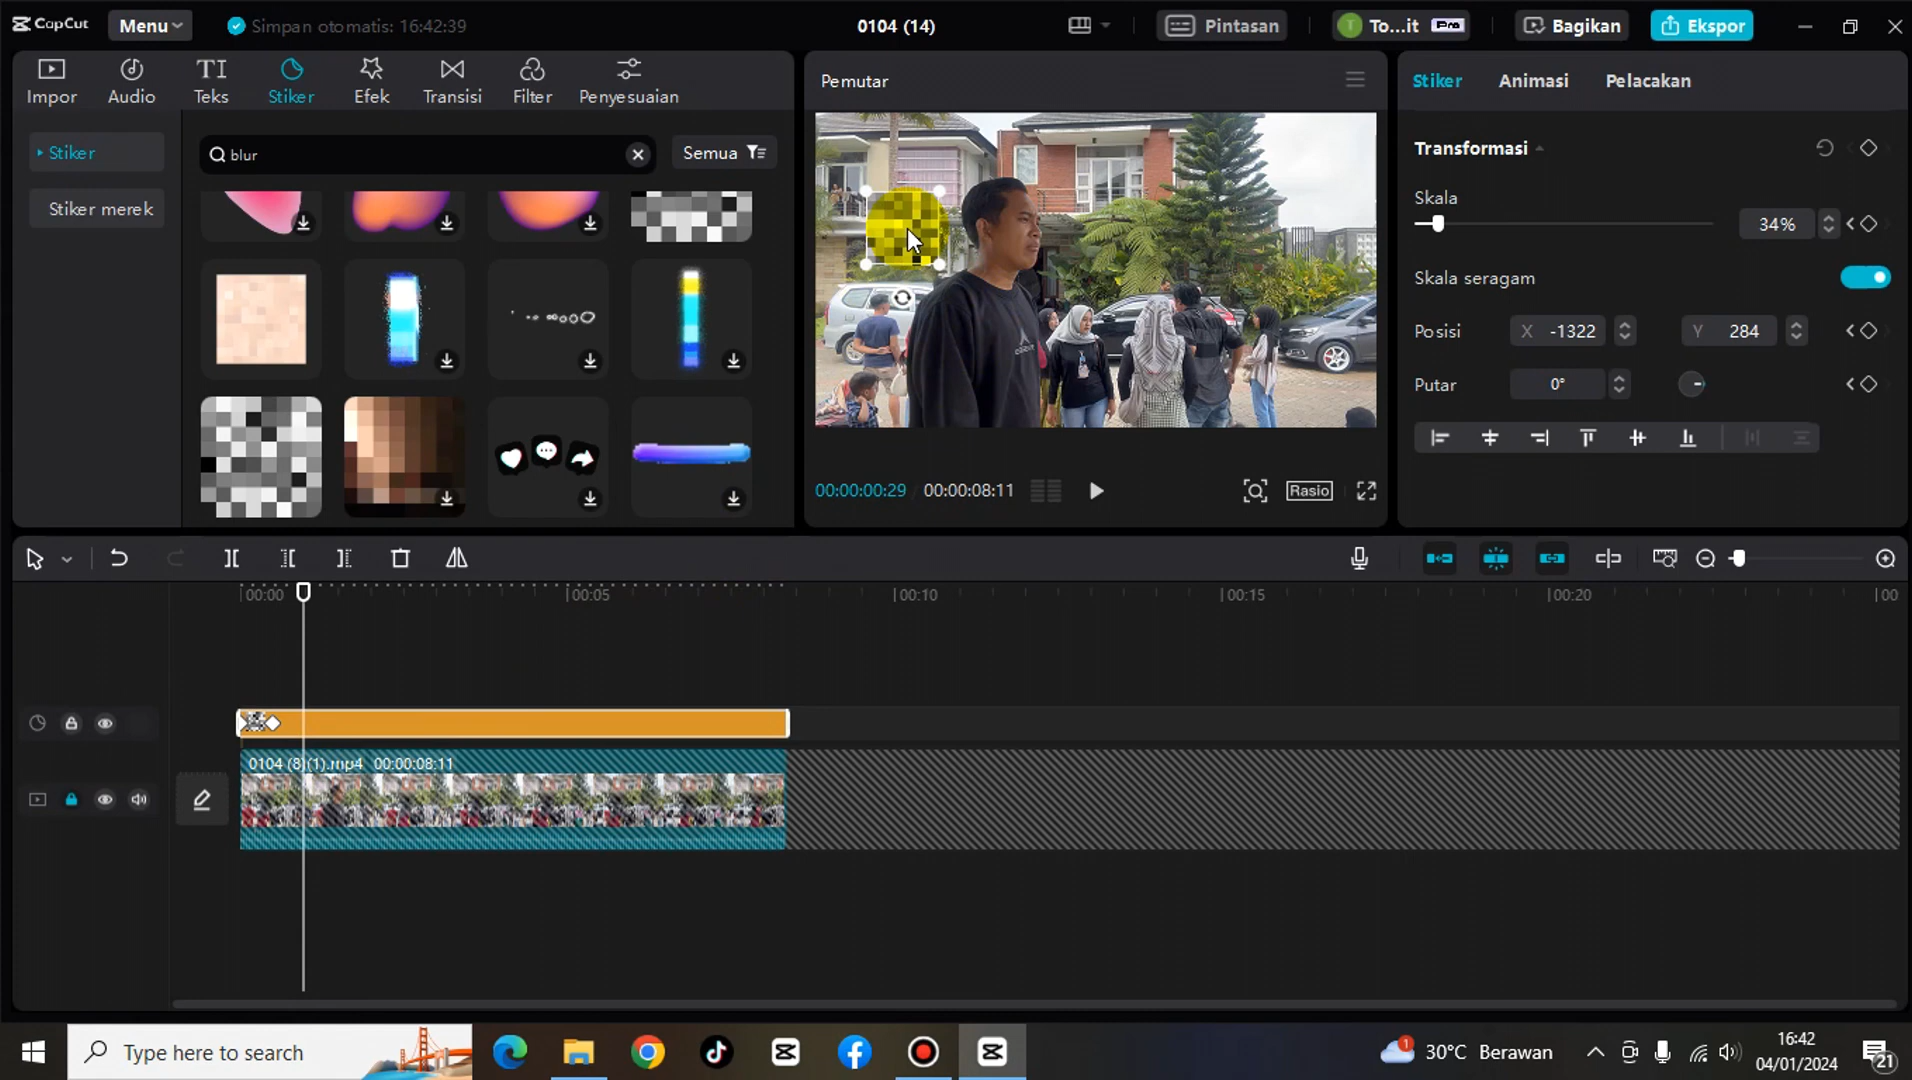 CapCut
Menu
Simpan otomatis: 16:42:39
0104 (14)
Pintasan
To...it
Pro
Bagikan
Ekspor
Impor
Audio
TI
Teks
Stiker
Efek
Transisi
Filter
Penyesuaian
Pemutar
Stiker
Animasi
Pelacakan
Stiker
blur
Semua
Stiker merek
Transformasi
Skala
34%
Skala seragam
Posisi
X -1322
Y 284
Putar
0°
00:00:00:29
00:00:08:11
Rasio
00:00
00:05
00:10
00:15
00:20
00
0104 (8)(1).mp4 00:00:08:11
Type here to search
1
30°C Berawan
16:42
04/01/2024
21